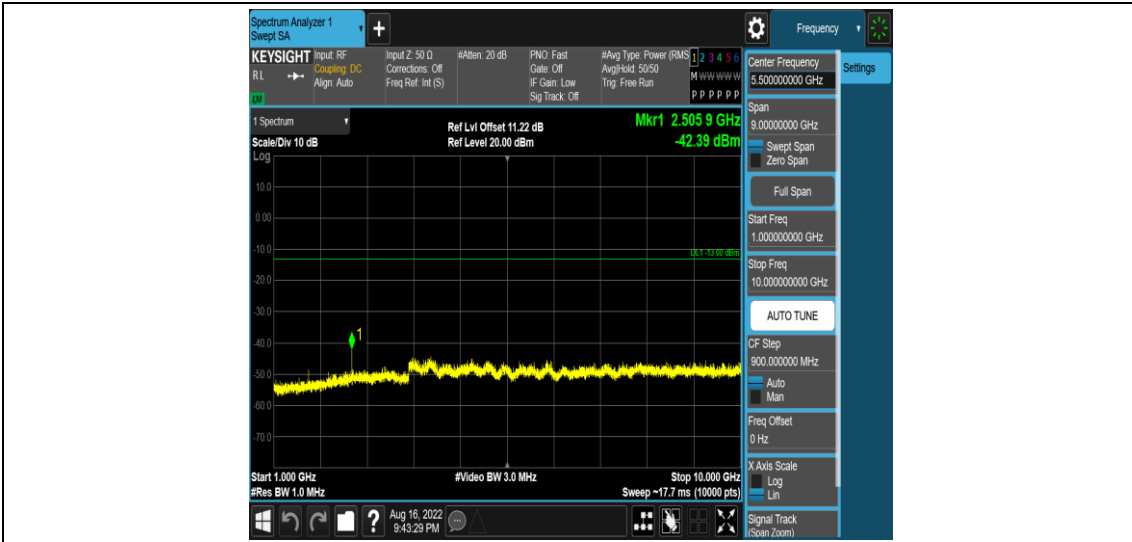 Spectrum Analyzer 1
Swept SA
Frequency
KEYSIGHT
Input: RF
Coupling: DC
Align: Auto
Input Z: 50 Ω
Corrections: Off
Freq Ref: Int (S)
#Atten: 20 dB
PNO: Fast
Gate: Off
IF Gain: Low
Sig Track: Off
#Avg Type: Power (RMS
Avg|Hold: 50/50
Trig: Free Run
1 2 3 4 5 6
M W W W W W
P P P P P P
R L
LXI
1 Spectrum
Ref Lvl Offset 11.22 dB
Mkr1 2.505 9 GHz
Scale/Div 10 dB
Ref Level 20.00 dBm
-42.39 dBm
Log
10.0
0.00
-10.0
DL1 -13.00 dBm
-20.0
-30.0
1
-40.0
-50.0
-60.0
-70.0
Start 1.000 GHz
#Video BW 3.0 MHz
Stop 10.000 GHz
#Res BW 1.0 MHz
Sweep ~17.7 ms (10000 pts)
Aug 16, 2022
9:43:29 PM
?
Center Frequency
5.500000000 GHz
Settings
Span
9.00000000 GHz
Swept Span
Zero Span
Full Span
Start Freq
1.000000000 GHz
Stop Freq
10.000000000 GHz
AUTO TUNE
CF Step
900.000000 MHz
Auto
Man
Freq Offset
0 Hz
X Axis Scale
Log
Lin
Signal Track
(Span Zoom)